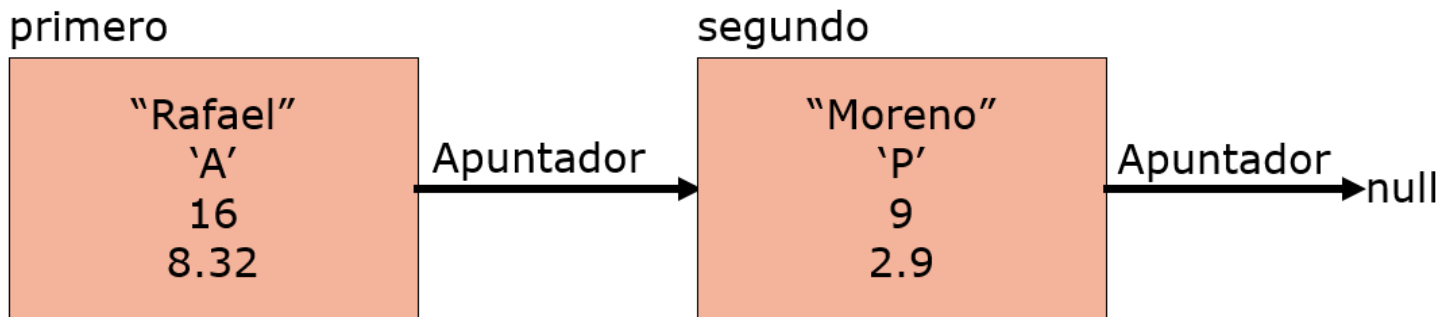 primero
“Rafael”
‘A’
16
8.32
Apuntador
segundo
“Moreno”
‘P’
9
2.9
Apuntador
null